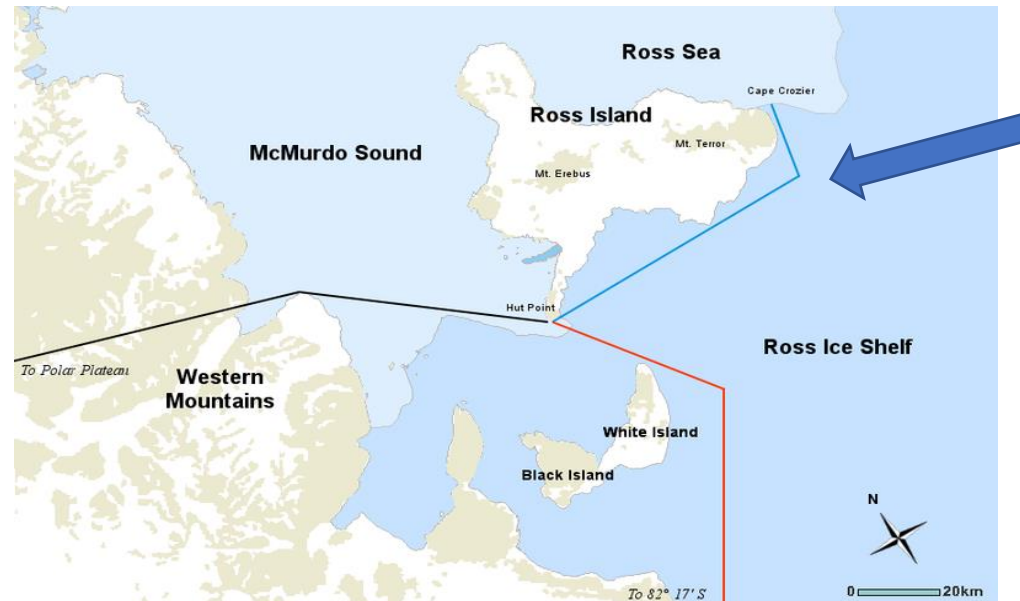 Ross Sea
Cape Crozier
Ross Island
Mt. Terror
McMurdo Sound
Mt. Erebus
Hut Point
Ross Ice Shelf
To Polar Plateau
Western
Mountains
White Island
Black Island
N
To 82° 17' S
0 20km